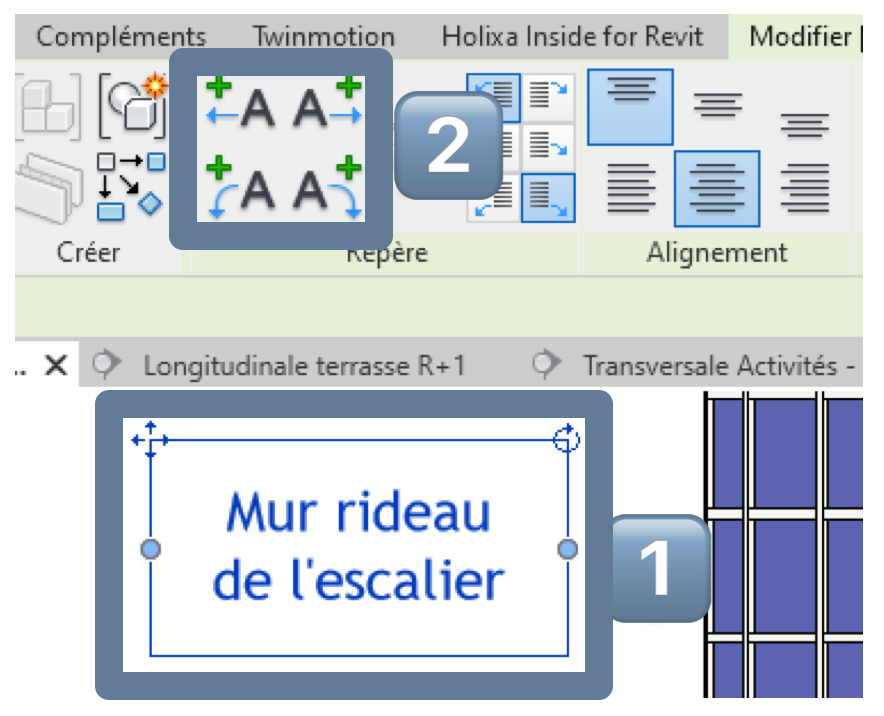 Compléments Twinmotion Holixa Inside for Revit Modifier |
A A
A A
2
Créer Repère Alignement
.. X Longitudinale terrasse R+1 Transversale Activités -
Mur rideau
de l'escalier
1